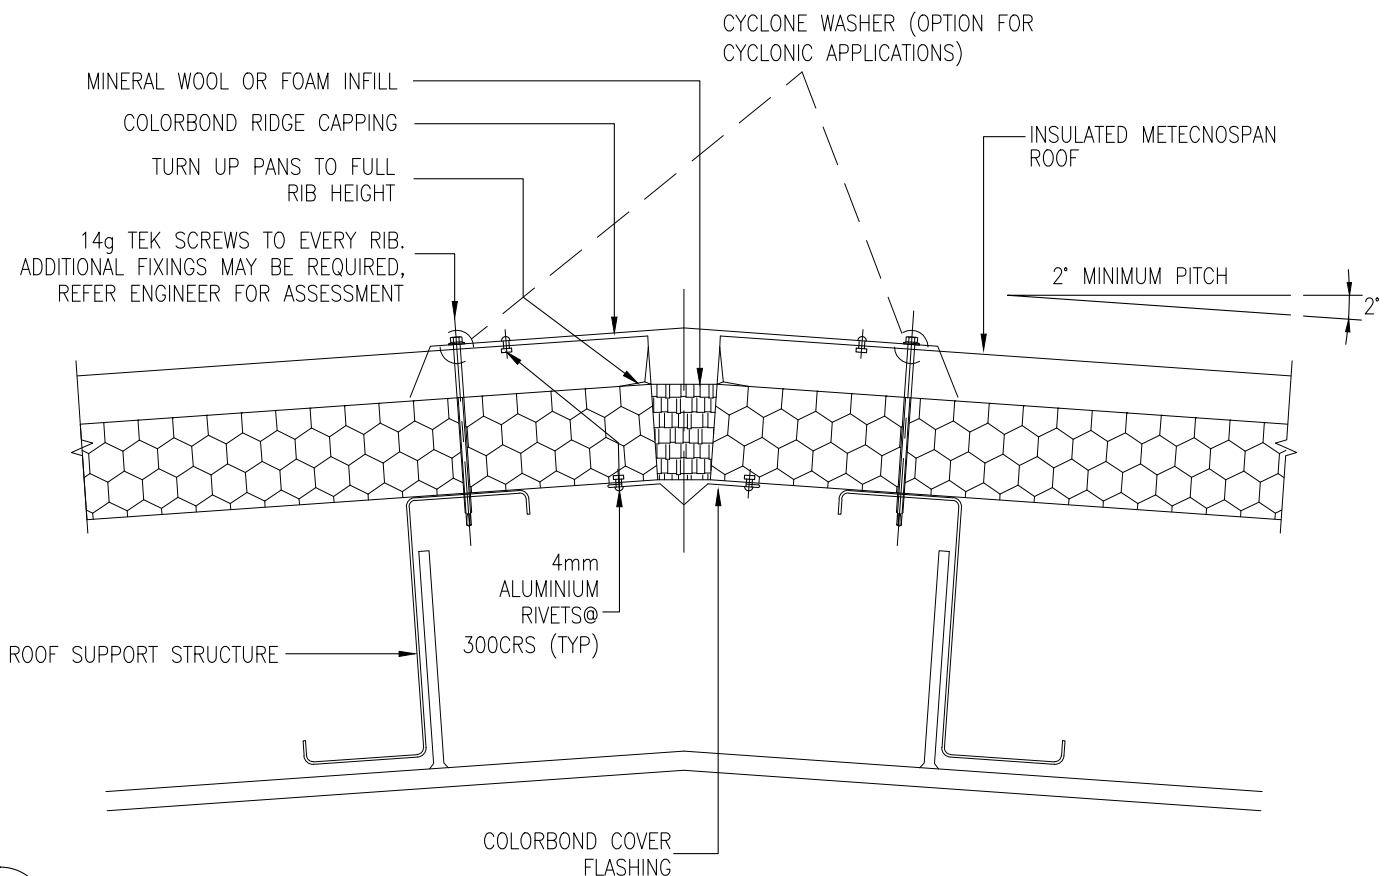 CYCLONE WASHER (OPTION FOR
CYCLONIC APPLICATIONS)
MINERAL WOOL OR FOAM INFILL
COLORBOND RIDGE CAPPING
TURN UP PANS TO FULL
RIB HEIGHT
14g TEK SCREWS TO EVERY RIB.
ADDITIONAL FIXINGS MAY BE REQUIRED,
REFER ENGINEER FOR ASSESSMENT
INSULATED METECNOSPAN
ROOF
2° MINIMUM PITCH
2°
4mm
ALUMINIUM
RIVETS@
300CRS (TYP)
ROOF SUPPORT STRUCTURE
COLORBOND COVER
FLASHING